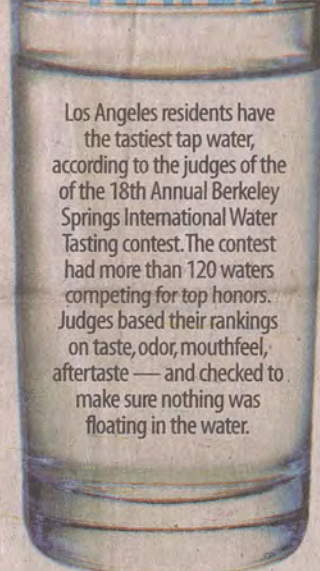 Los Angeles residents have
the tastiest tap water,
according to the judges of the
of the 18th Annual Berkeley
Springs International Water
Tasting contest. The contest
had more than 120 waters
competing for top honors.
Judges based their rankings
on taste, odor, mouthfeel,
aftertaste — and checked to
make sure nothing was
floating in the water.